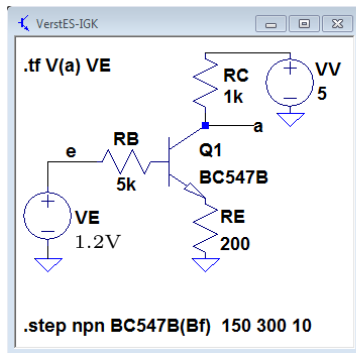 VerstES-IGK
.tf V(a) VE
RC
1k
VV
5
a
e
RB
5k
Q1
BC547B
VE
1.2V
RE
200
.step npn BC547B(Bf) 150 300 10